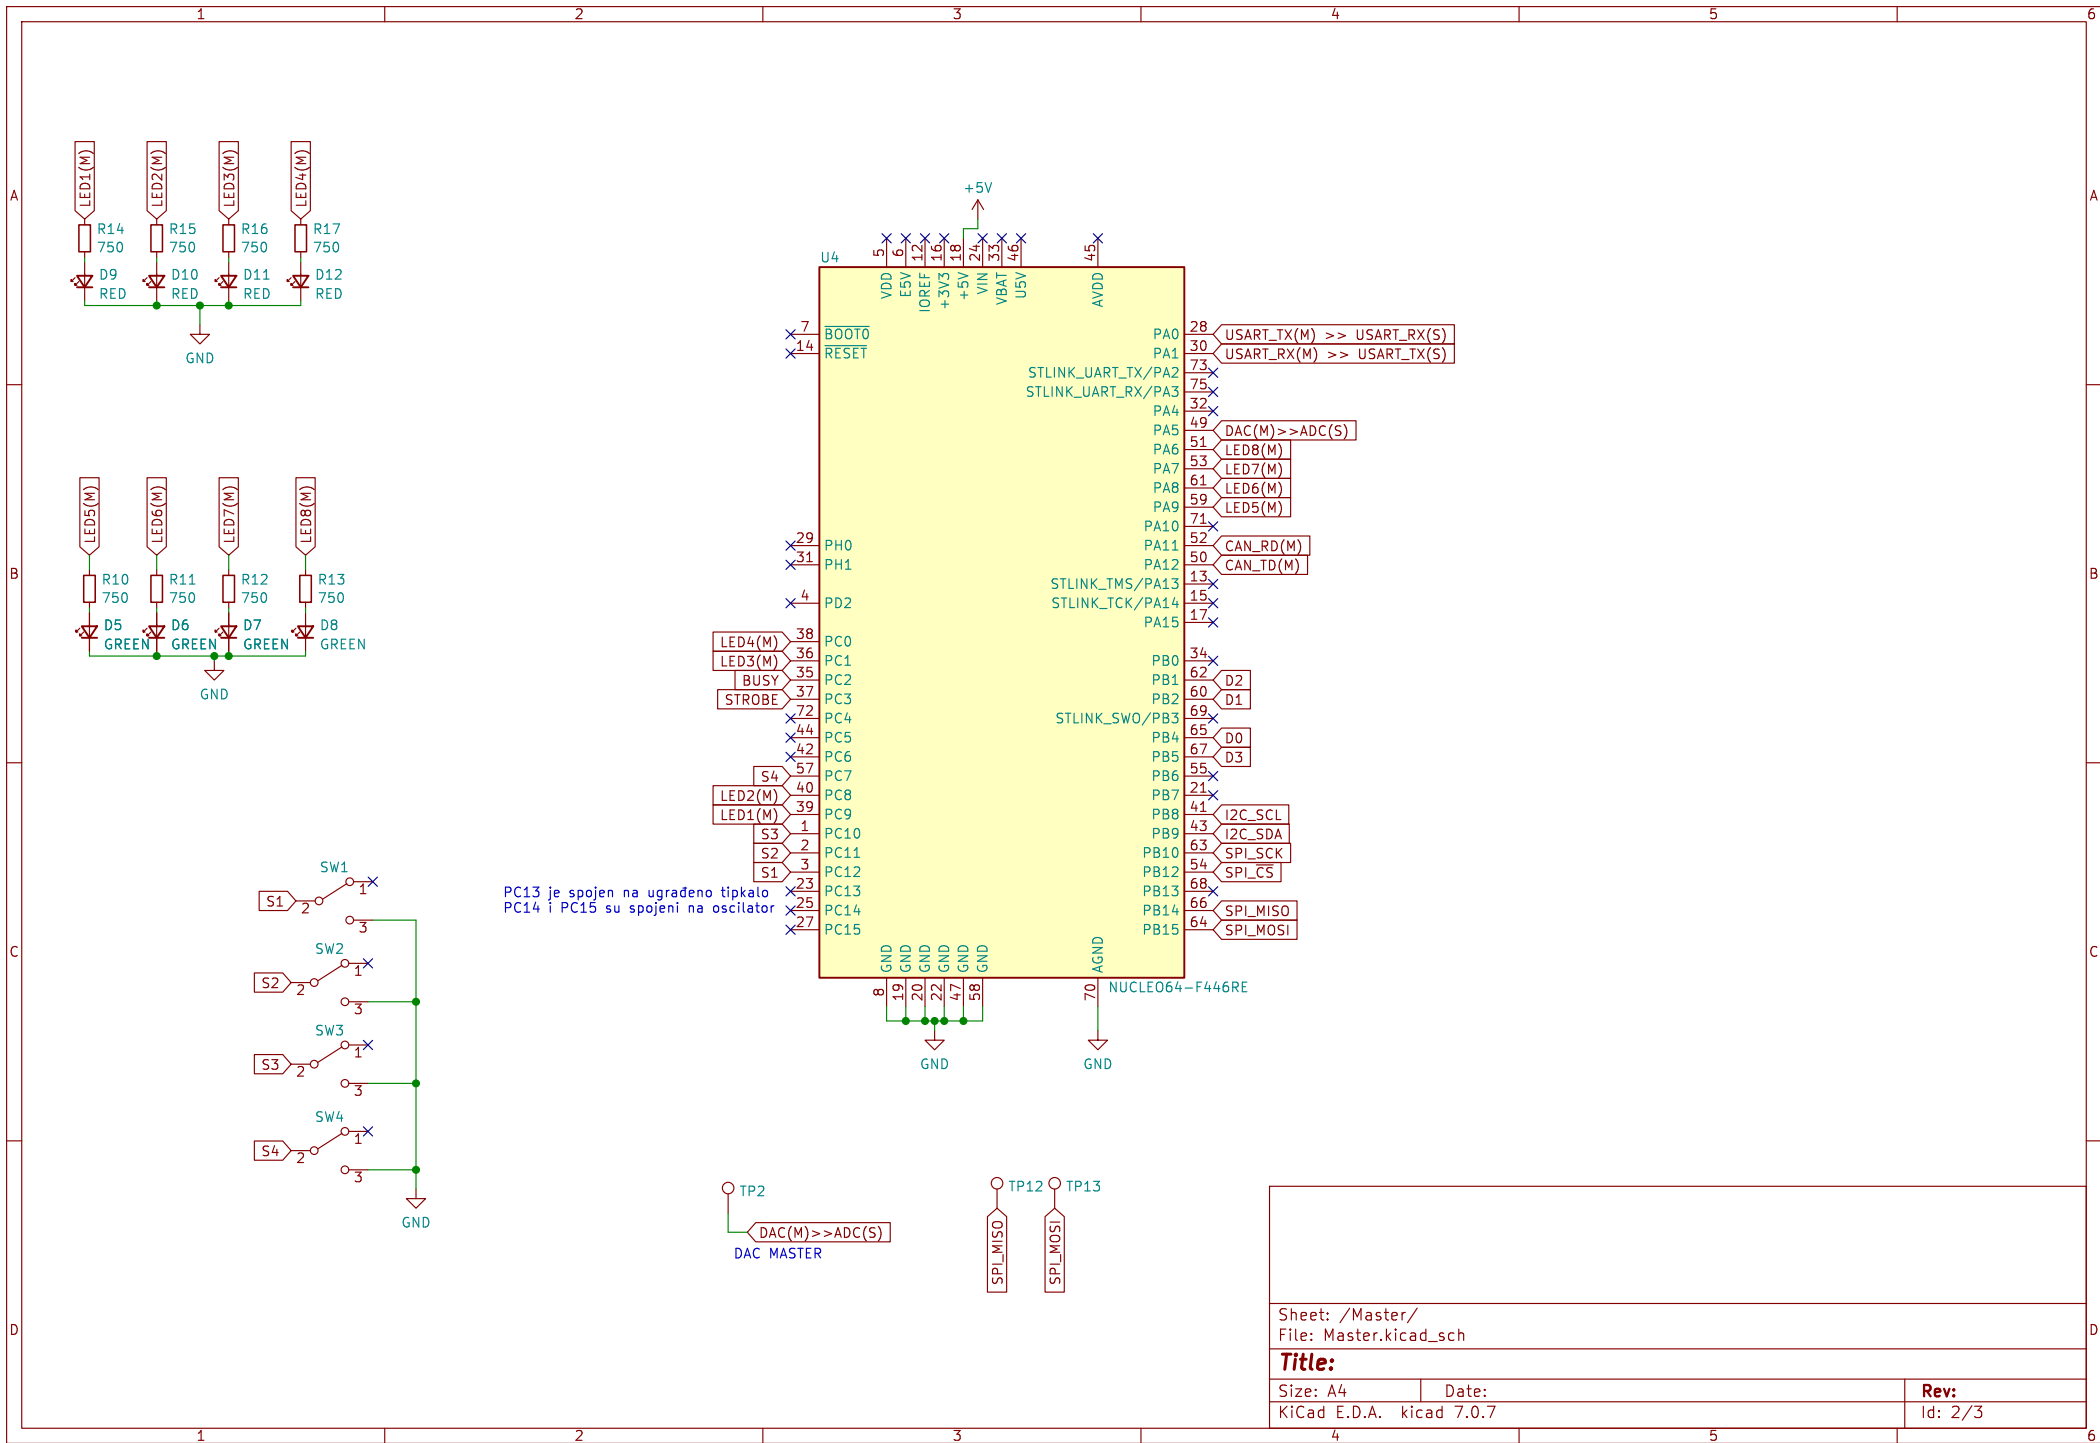 1 2 3 4 5 6
A A
B B
C C
D D
LED1(M) LED2(M) LED3(M) LED4(M)
R14 R15 R16 R17
750 750 750 750
D9 D10 D11 D12
RED RED RED RED
GND
LED5(M) LED6(M) LED7(M) LED8(M)
R10 R11 R12 R13
750 750 750 750
D5 D6 D7 D8
GREEN GREEN GREEN GREEN
GND
SW1
S1 2 1 3
SW2
S2 2 1 3
SW3
S3 2 1 3
SW4
S4 2 1 3
GND
+5V
U4
5 6 12 16 18 24 33 46 45
VDD E5V IOREF +3V3 +5V VIN VBAT U5V AVDD
7 BOOT0
14 RESET
29 PH0
31 PH1
4 PD2
LED4(M) 38 PC0
LED3(M) 36 PC1
BUSY 35 PC2
STROBE 37 PC3
72 PC4
44 PC5
42 PC6
S4 57 PC7
LED2(M) 40 PC8
LED1(M) 39 PC9
S3 1 PC10
S2 2 PC11
S1 3 PC12
23 PC13
25 PC14
27 PC15
PC13 je spojen na ugrađeno tipkalo
PC14 i PC15 su spojeni na oscilator
PA0 28 USART_TX(M) >> USART_RX(S)
PA1 30 USART_RX(M) >> USART_TX(S)
STLINK_UART_TX/PA2 73
STLINK_UART_RX/PA3 75
PA4 32
PA5 49 DAC(M)>>ADC(S)
PA6 51 LED8(M)
PA7 53 LED7(M)
PA8 61 LED6(M)
PA9 59 LED5(M)
PA10 71
PA11 52 CAN_RD(M)
PA12 50 CAN_TD(M)
STLINK_TMS/PA13 13
STLINK_TCK/PA14 15
PA15 17
PB0 34
PB1 62 D2
PB2 60 D1
STLINK_SWO/PB3 69
PB4 65 D0
PB5 67 D3
PB6 55
PB7 21
PB8 41 I2C_SCL
PB9 43 I2C_SDA
PB10 63 SPI_SCK
PB12 54 SPI_CS
PB13 68
PB14 66 SPI_MISO
PB15 64 SPI_MOSI
GND GND GND GND GND GND AGND
8 19 20 22 47 58 70
NUCLEO64-F446RE
GND GND
TP2
DAC(M)>>ADC(S)
DAC MASTER
TP12 TP13
SPI_MISO SPI_MOSI
Sheet: /Master/
File: Master.kicad_sch
Title:
Size: A4 Date: Rev:
KiCad E.D.A. kicad 7.0.7 Id: 2/3
1 2 3 4 5 6